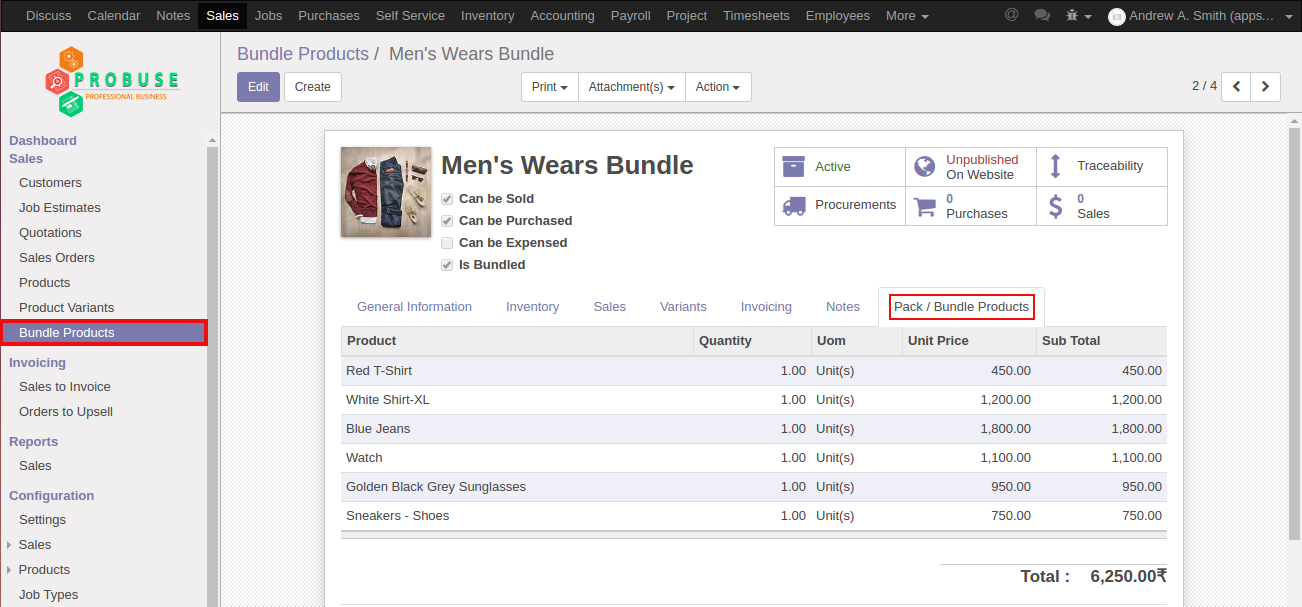 Discuss Calendar Notes Sales Jobs Purchases Self Service Inventory Accounting Payroll Project Timesheets Employees More @ Andrew A. Smith (apps...
PROBUSE
PROFESSIONAL BUSINESS
Dashboard
Sales
Customers
Job Estimates
Quotations
Sales Orders
Products
Product Variants
Bundle Products
Invoicing
Sales to Invoice
Orders to Upsell
Reports
Sales
Configuration
Settings
Sales
Products
Job Types
Bundle Products / Men's Wears Bundle
Edit Create Print Attachment(s) Action 2 / 4
Men's Wears Bundle
Can be Sold
Can be Purchased
Can be Expensed
Is Bundled
Active
Unpublished
On Website
Traceability
Procurements
0
Purchases
$ 0
Sales
General Information Inventory Sales Variants Invoicing Notes Pack / Bundle Products
Product Quantity Uom Unit Price Sub Total
Red T-Shirt 1.00 Unit(s) 450.00 450.00
White Shirt-XL 1.00 Unit(s) 1,200.00 1,200.00
Blue Jeans 1.00 Unit(s) 1,800.00 1,800.00
Watch 1.00 Unit(s) 1,100.00 1,100.00
Golden Black Grey Sunglasses 1.00 Unit(s) 950.00 950.00
Sneakers - Shoes 1.00 Unit(s) 750.00 750.00
Total : 6,250.00₹